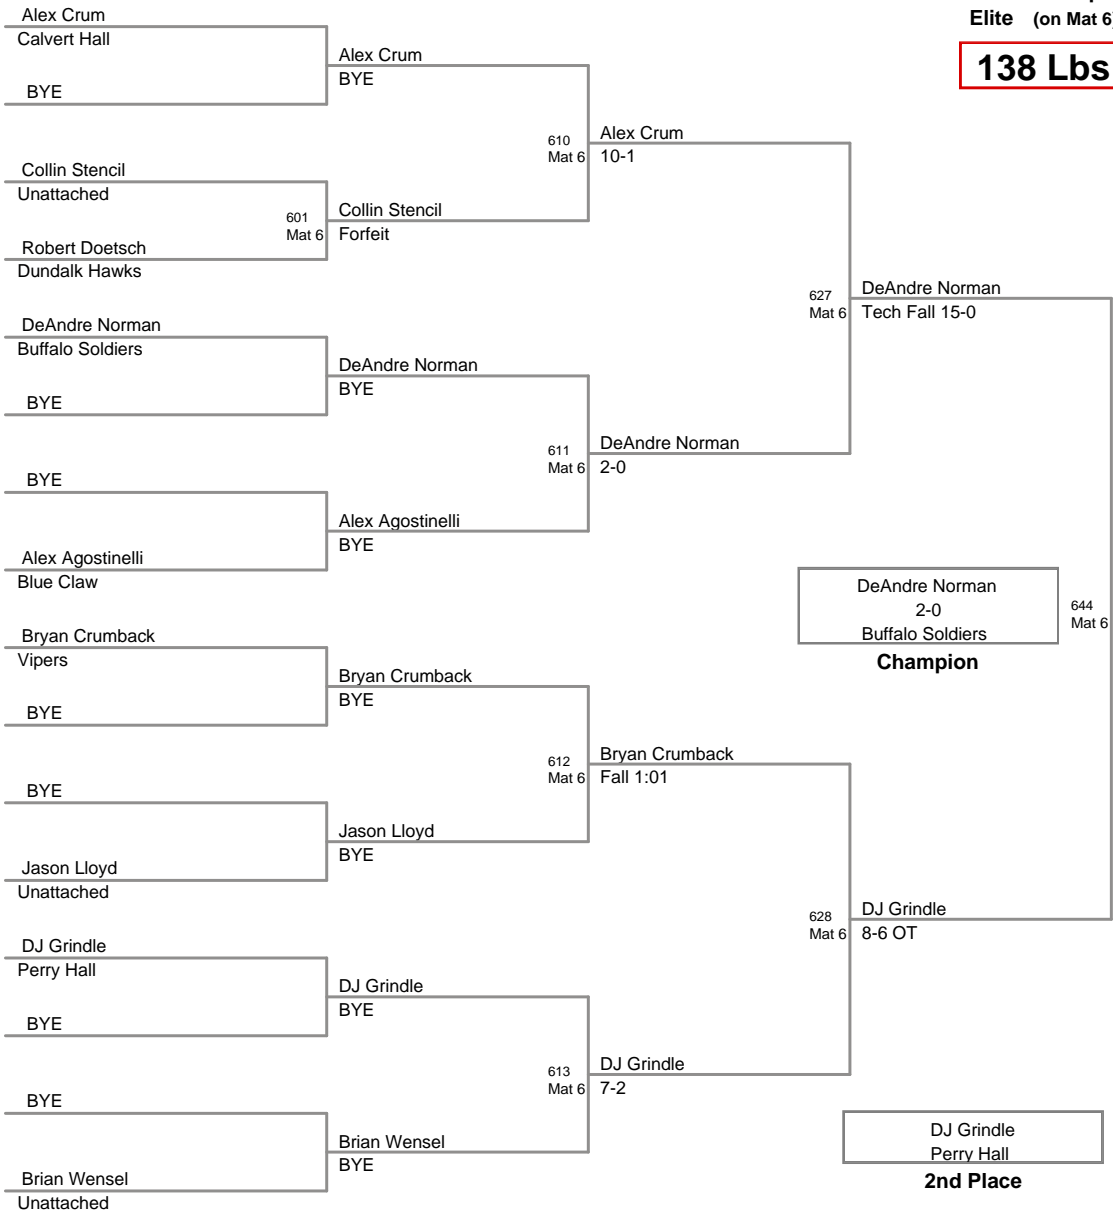 Elite (on Mat 6)
138 Lbs
Alex Crum
Calvert Hall
BYE
Collin Stencil
Unattached
Robert Doetsch
Dundalk Hawks
DeAndre Norman
Buffalo Soldiers
BYE
BYE
Alex Agostinelli
Blue Claw
Bryan Crumback
Vipers
BYE
BYE
Jason Lloyd
Unattached
DJ Grindle
Perry Hall
BYE
BYE
Brian Wensel
Unattached
Alex Crum
BYE
601
Mat 6
Collin Stencil
Forfeit
DeAndre Norman
BYE
Alex Agostinelli
BYE
Bryan Crumback
BYE
Jason Lloyd
BYE
DJ Grindle
BYE
Brian Wensel
BYE
610
Mat 6
Alex Crum
10-1
611
Mat 6
DeAndre Norman
2-0
612
Mat 6
Bryan Crumback
Fall 1:01
613
Mat 6
DJ Grindle
7-2
627
Mat 6
DeAndre Norman
Tech Fall 15-0
628
Mat 6
DJ Grindle
8-6 OT
644
Mat 6
DeAndre Norman
2-0
Buffalo Soldiers
Champion
DJ Grindle
Perry Hall
2nd Place